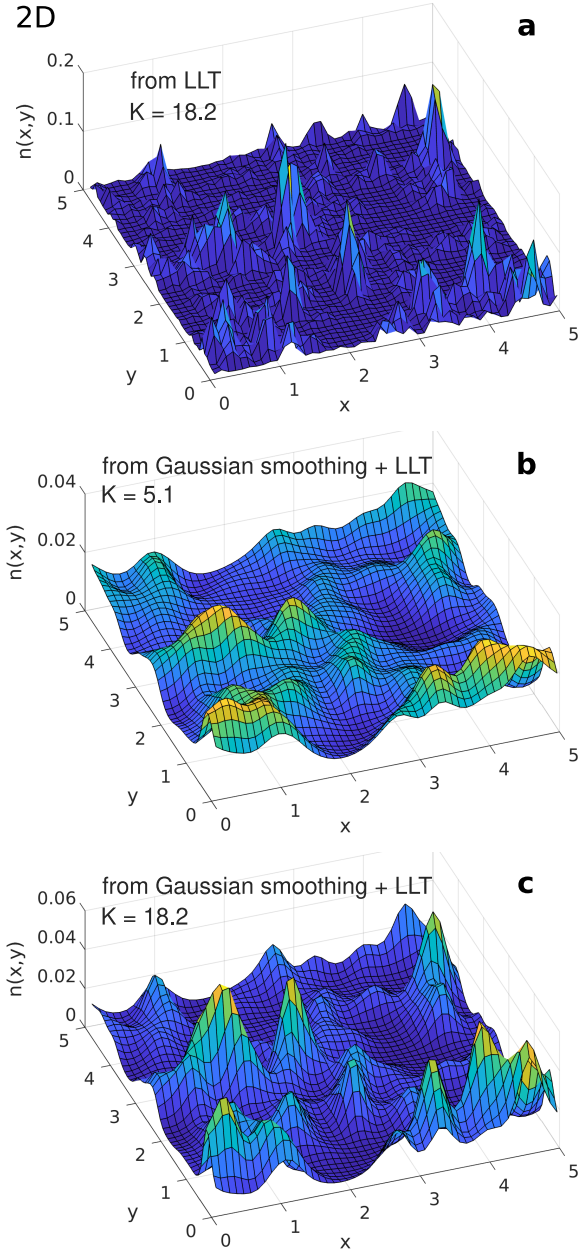 2D
a
from LLT
K = 18.2
n(x,y)
0.2
0.1
0
5
4
3
2
1
0
y
0
1
2
3
4
5
x
b
from Gaussian smoothing + LLT
K = 5.1
n(x,y)
0.04
0.02
0
5
4
3
2
1
0
y
0
1
2
3
4
5
x
c
from Gaussian smoothing + LLT
K = 18.2
n(x,y)
0.06
0.04
0.02
0
5
4
3
2
1
0
y
0
1
2
3
4
5
x